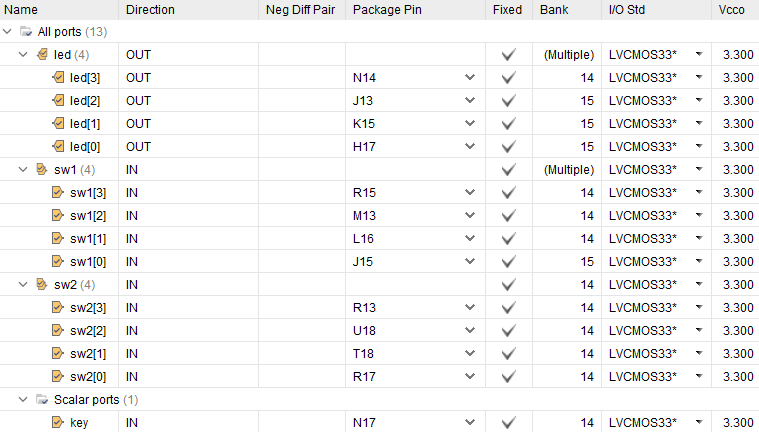 Name Direction Neg Diff Pair Package Pin Fixed Bank I/O Std Vcco
All ports (13)
led (4) OUT (Multiple) LVCMOS33* 3.300
led[3] OUT N14 14 LVCMOS33* 3.300
led[2] OUT J13 15 LVCMOS33* 3.300
led[1] OUT K15 15 LVCMOS33* 3.300
led[0] OUT H17 15 LVCMOS33* 3.300
sw1 (4) IN (Multiple) LVCMOS33* 3.300
sw1[3] IN R15 14 LVCMOS33* 3.300
sw1[2] IN M13 14 LVCMOS33* 3.300
sw1[1] IN L16 14 LVCMOS33* 3.300
sw1[0] IN J15 15 LVCMOS33* 3.300
sw2 (4) IN 14 LVCMOS33* 3.300
sw2[3] IN R13 14 LVCMOS33* 3.300
sw2[2] IN U18 14 LVCMOS33* 3.300
sw2[1] IN T18 14 LVCMOS33* 3.300
sw2[0] IN R17 14 LVCMOS33* 3.300
Scalar ports (1)
key IN N17 14 LVCMOS33* 3.300